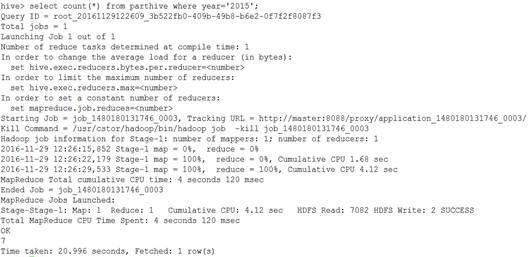 hive> select count(*) from parthive where year='2015';
Query ID = root_20161129122609_3b522fb0-409b-49b8-b6e2-0f7f2f8087f3
Total jobs = 1
Launching Job 1 out of 1
Number of reduce tasks determined at compile time: 1
In order to change the average load for a reducer (in bytes):
  set hive.exec.reducers.bytes.per.reducer=<number>
In order to limit the maximum number of reducers:
  set hive.exec.reducers.max=<number>
In order to set a constant number of reducers:
  set mapreduce.job.reduces=<number>
Starting Job = job_1480180131746_0003, Tracking URL = http://master:8088/proxy/application_1480180131746_0003/
Kill Command = /usr/cstor/hadoop/bin/hadoop job  -kill job_1480180131746_0003
Hadoop job information for Stage-1: number of mappers: 1; number of reducers: 1
2016-11-29 12:26:15,852 Stage-1 map = 0%,  reduce = 0%
2016-11-29 12:26:22,179 Stage-1 map = 100%,  reduce = 0%, Cumulative CPU 1.68 sec
2016-11-29 12:26:29,533 Stage-1 map = 100%,  reduce = 100%, Cumulative CPU 4.12 sec
MapReduce Total cumulative CPU time: 4 seconds 120 msec
Ended Job = job_1480180131746_0003
MapReduce Jobs Launched:
Stage-Stage-1: Map: 1  Reduce: 1   Cumulative CPU: 4.12 sec   HDFS Read: 7082 HDFS Write: 2 SUCCESS
Total MapReduce CPU Time Spent: 4 seconds 120 msec
OK
7
Time taken: 20.996 seconds, Fetched: 1 row(s)